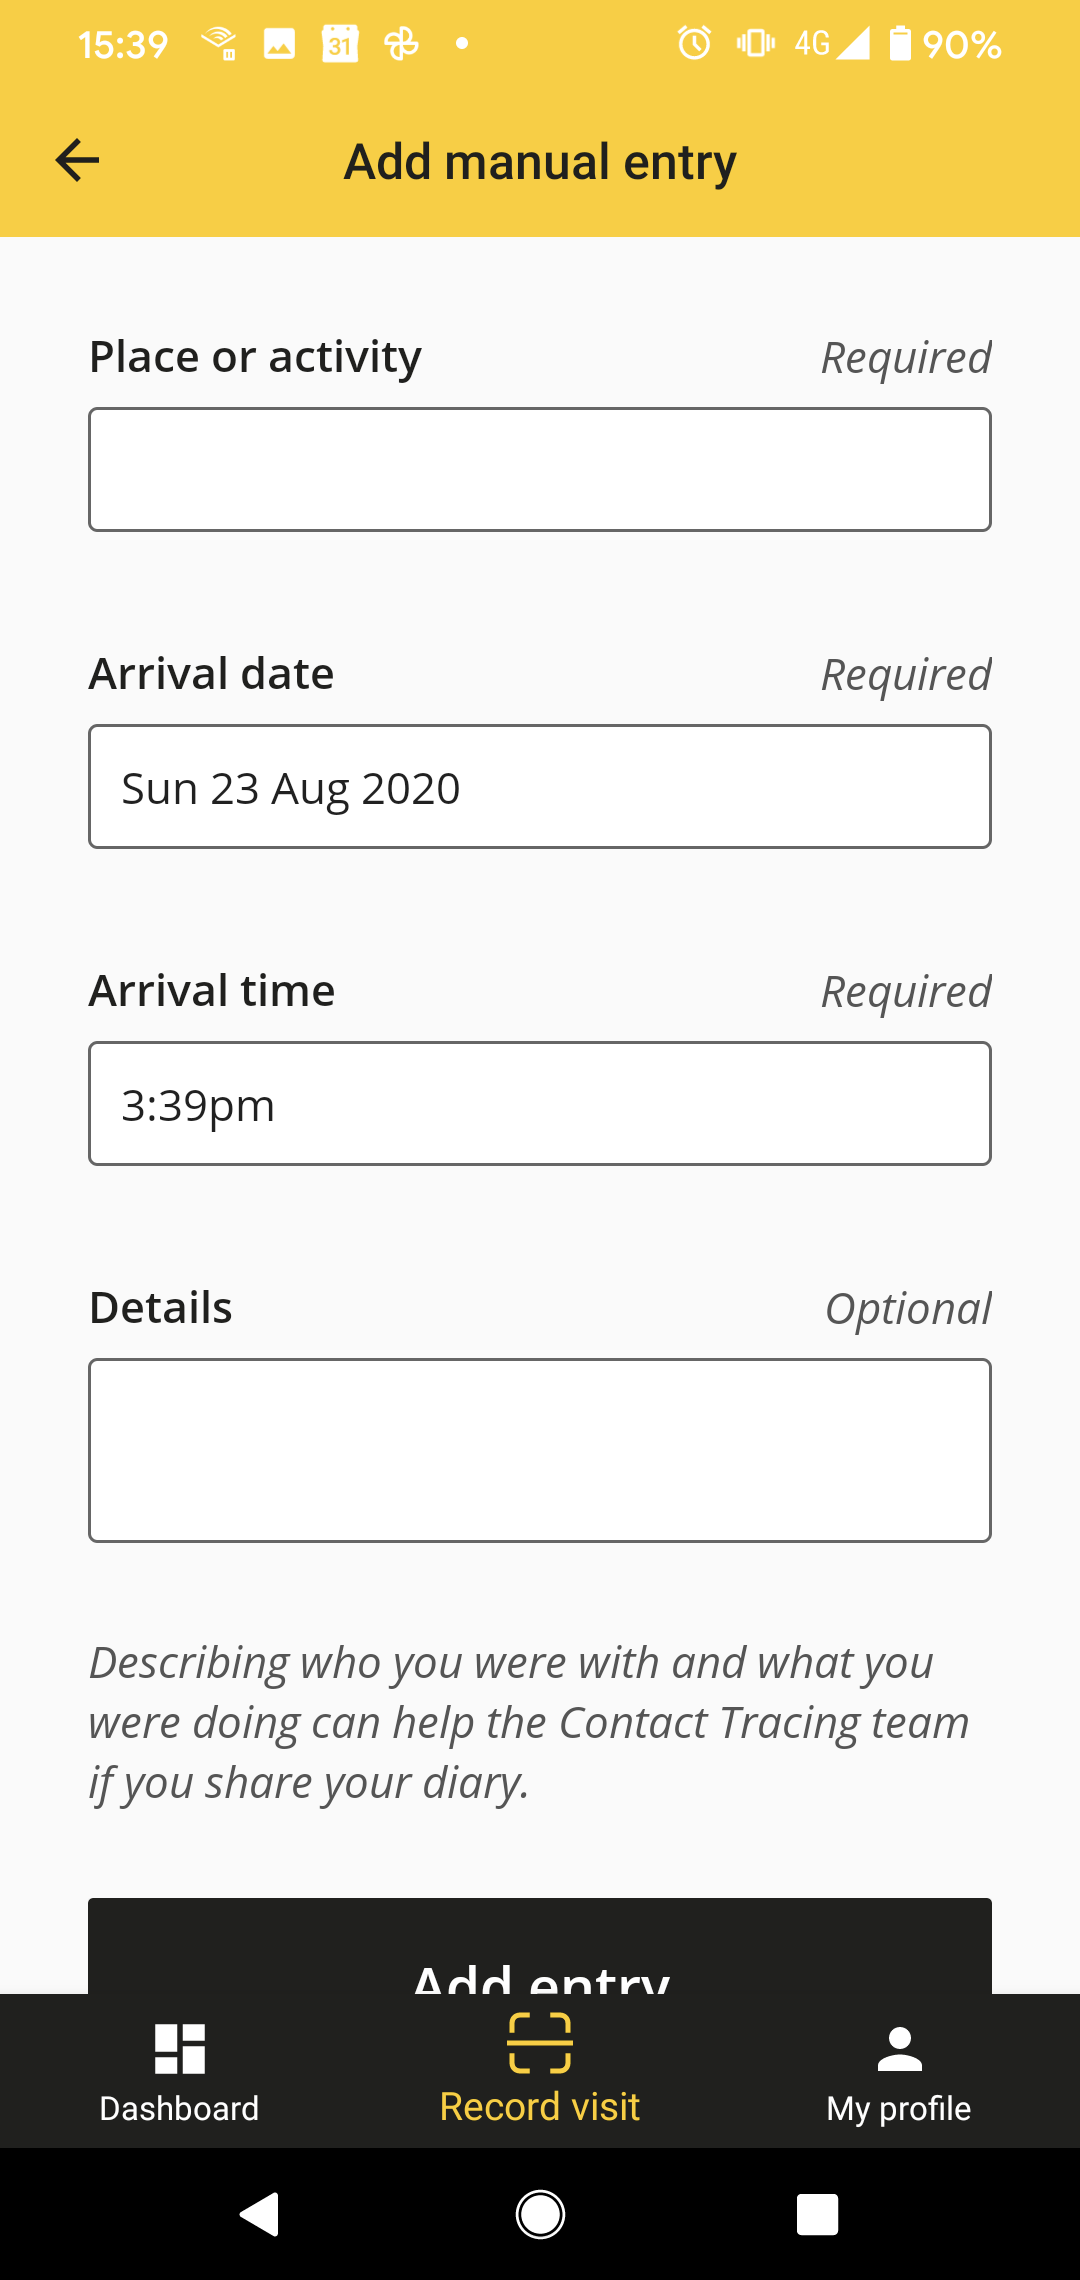 15:39 31 4G 90%
Add manual entry
Place or activity Required
Arrival date Required
Sun 23 Aug 2020
Arrival time Required
3:39pm
Details Optional
Describing who you were with and what you
were doing can help the Contact Tracing team
if you share your diary.
Add entry
Dashboard Record visit My profile